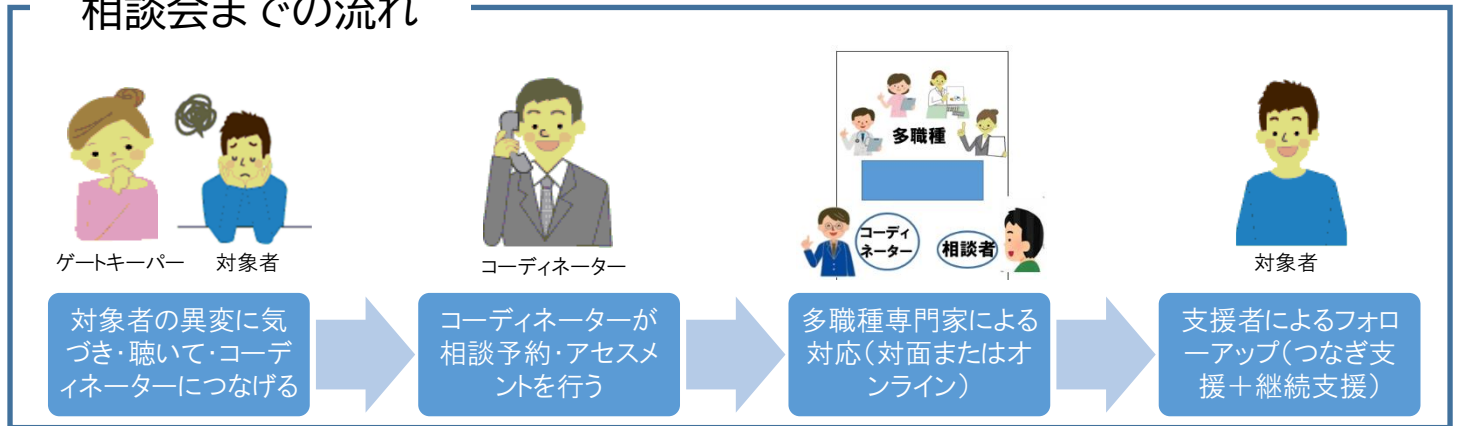 相談会までの流れ
多職種
コーディ
ネーター
相談者
ゲートキーパー
対象者
コーディネーター
対象者
対象者の異変に気
づき・聴いて・コーデ
ィネーターにつなげる
コーディネーターが
相談予約・アセスメ
ントを行う
多職種専門家による
対応(対面またはオ
ンライン)
支援者によるフォロ
ーアップ(つなぎ支
援+継続支援)